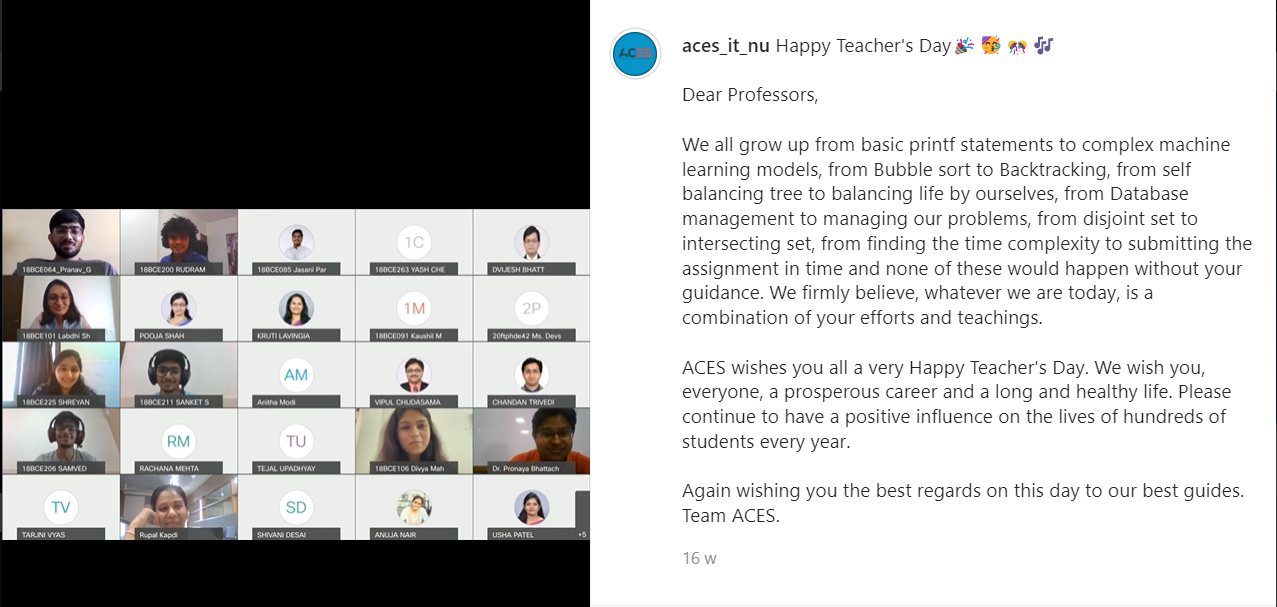 18BCE064_Pranav_G
18BCE200 RUDRAM
18BCE085 Jasani Par
1C
18BCE263 YASH CHE
DVIJESH BHATT
18BCE101 Labdhi Sh
POOJA SHAH
KRUTI LAVINGIA
1M
18BCE091 Kaushil M
2P
20ftphde42 Ms. Devs
18BCE225 SHREYAN
18BCE211 SANKET S
AM
Anitha Modi
VIPUL CHUDASAMA
CHANDAN TRIVEDI
18BCE206 SAMVED
RM
RACHANA MEHTA
TU
TEJAL UPADHYAY
18BCE106 Divya Mah
Dr. Pronaya Bhattach
TV
TARJNI VYAS
Rupal Kapdi
SD
SHIVANI DESAI
ANUJA NAIR
USHA PATEL
+5
ACES
aces_it_nu Happy Teacher's Day🎉 🥳 🎊 🎶
Dear Professors,
We all grow up from basic printf statements to complex machine
learning models, from Bubble sort to Backtracking, from self
balancing tree to balancing life by ourselves, from Database
management to managing our problems, from disjoint set to
intersecting set, from finding the time complexity to submitting the
assignment in time and none of these would happen without your
guidance. We firmly believe, whatever we are today, is a
combination of your efforts and teachings.
ACES wishes you all a very Happy Teacher's Day. We wish you,
everyone, a prosperous career and a long and healthy life. Please
continue to have a positive influence on the lives of hundreds of
students every year.
Again wishing you the best regards on this day to our best guides.
Team ACES.
16 w